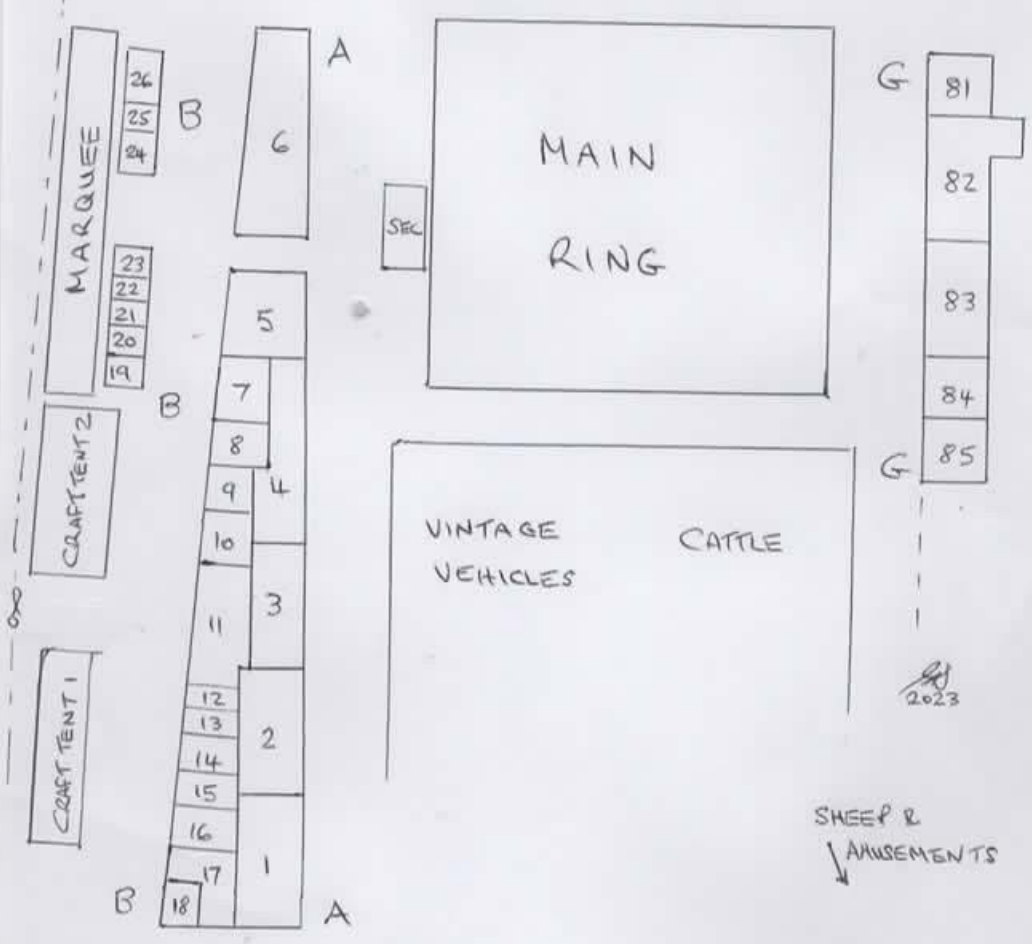 MARQUEE
26
25
24
B
23
22
21
20
19
B
CRAFT TENT 2
CRAFT TENT 1
A
6
5
7
8
9
4
10
3
11
12
13
2
14
15
16
1
17
18
B
A
SEC
MAIN
RING
VINTAGE
VEHICLES
CATTLE
G
81
82
83
84
G
85
2023
SHEEP &
AMUSEMENTS